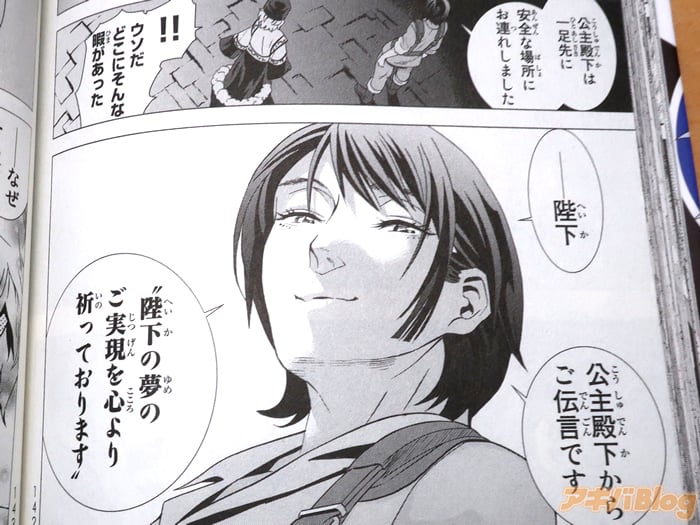 公主殿下は
一足先に
安全な場所に
お連れしました
!!
ウソだ
どこにそんな
暇があった
──陛下
公主殿下から
ご伝言です
“陛下の夢の
ご実現を心より
祈っております”
なぜ
142
アキバBlog